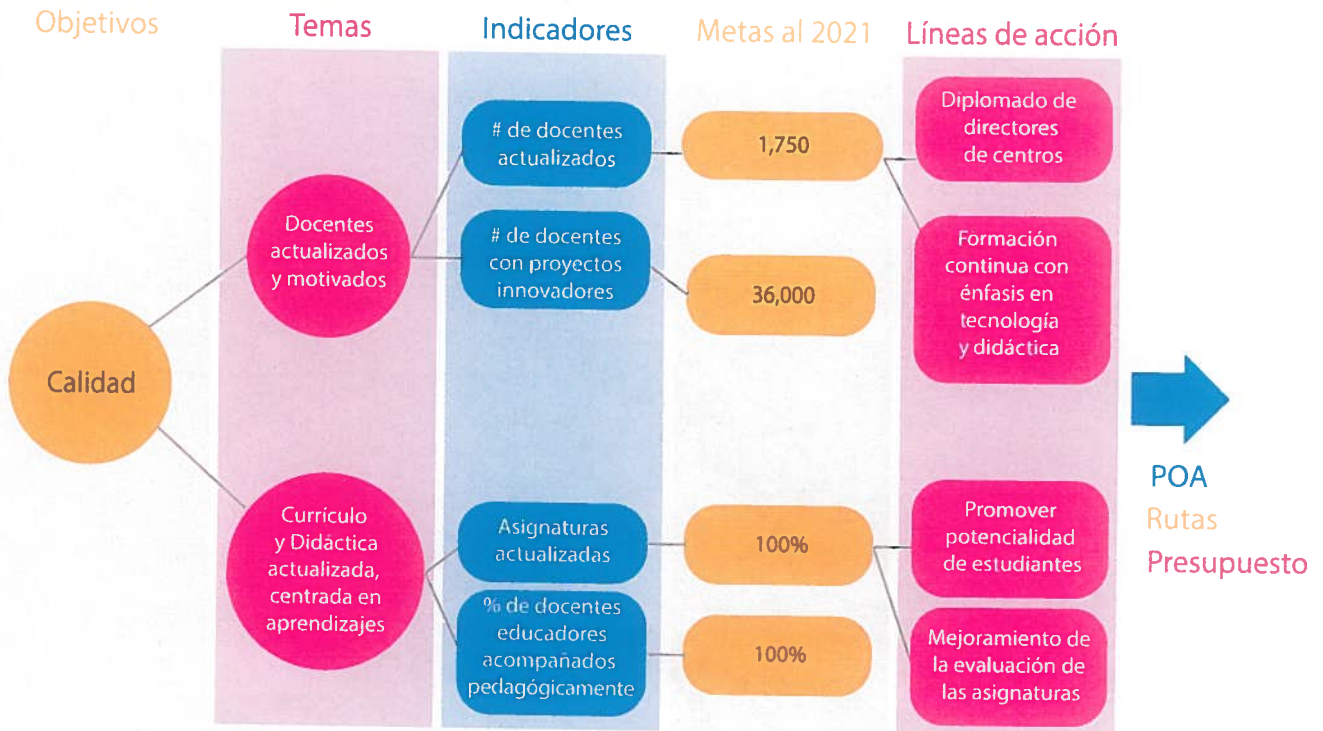 Objetivos
Temas
Indicadores
Metas al 2021
Líneas de acción
Calidad
Docentes
actualizados
y motivados
# de docentes
actualizados
1,750
Diplomado de
directores
de centros
# de docentes
con proyectos
innovadores
36,000
Formación
continua con
énfasis en
tecnología
y didáctica
Currículo
y Didáctica
actualizada,
centrada en
aprendizajes
Asignaturas
actualizadas
100%
Promover
potencialidad
de estudiantes
% de docentes
educadores
acompañados
pedagógicamente
100%
Mejoramiento de
la evaluación de
las asignaturas
POA
Rutas
Presupuesto